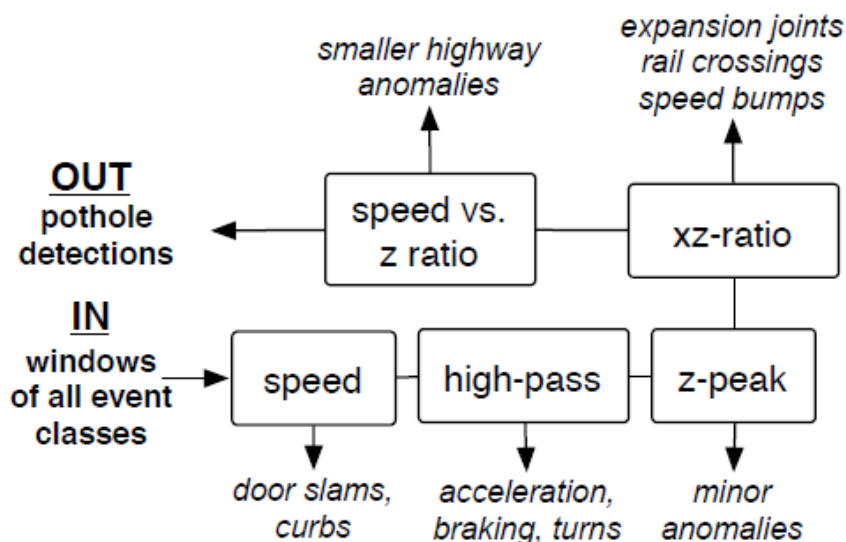 smaller highway
anomalies
expansion joints
rail crossings
speed bumps
OUT
pothole
detections
speed vs.
z ratio
xz-ratio
IN
windows
of all event
classes
speed
high-pass
z-peak
door slams,
curbs
acceleration,
braking, turns
minor
anomalies